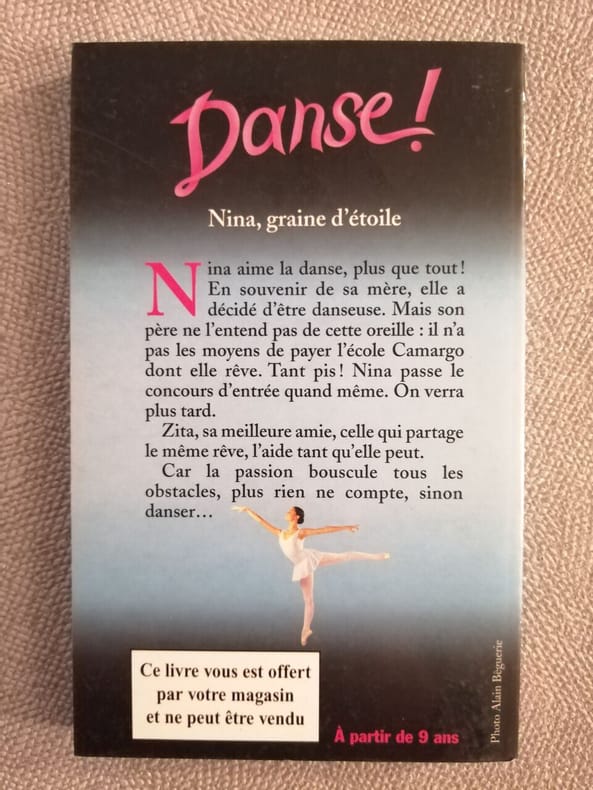 Danse!
Nina, graine d'étoile
Nina aime la danse, plus que tout!
En souvenir de sa mère, elle a
décidé d'être danseuse. Mais son
père ne l'entend pas de cette oreille : il n'a
pas les moyens de payer l'école Camargo
dont elle rêve. Tant pis! Nina passe le
concours d'entrée quand même. On verra
plus tard.
Zita, sa meilleure amie, celle qui partage
le même rêve, l'aide tant qu'elle peut.
Car la passion bouscule tous les
obstacles, plus rien ne compte, sinon
danser...
Ce livre vous est offert
par votre magasin
et ne peut être vendu
À partir de 9 ans
Photo Alain Béguerie